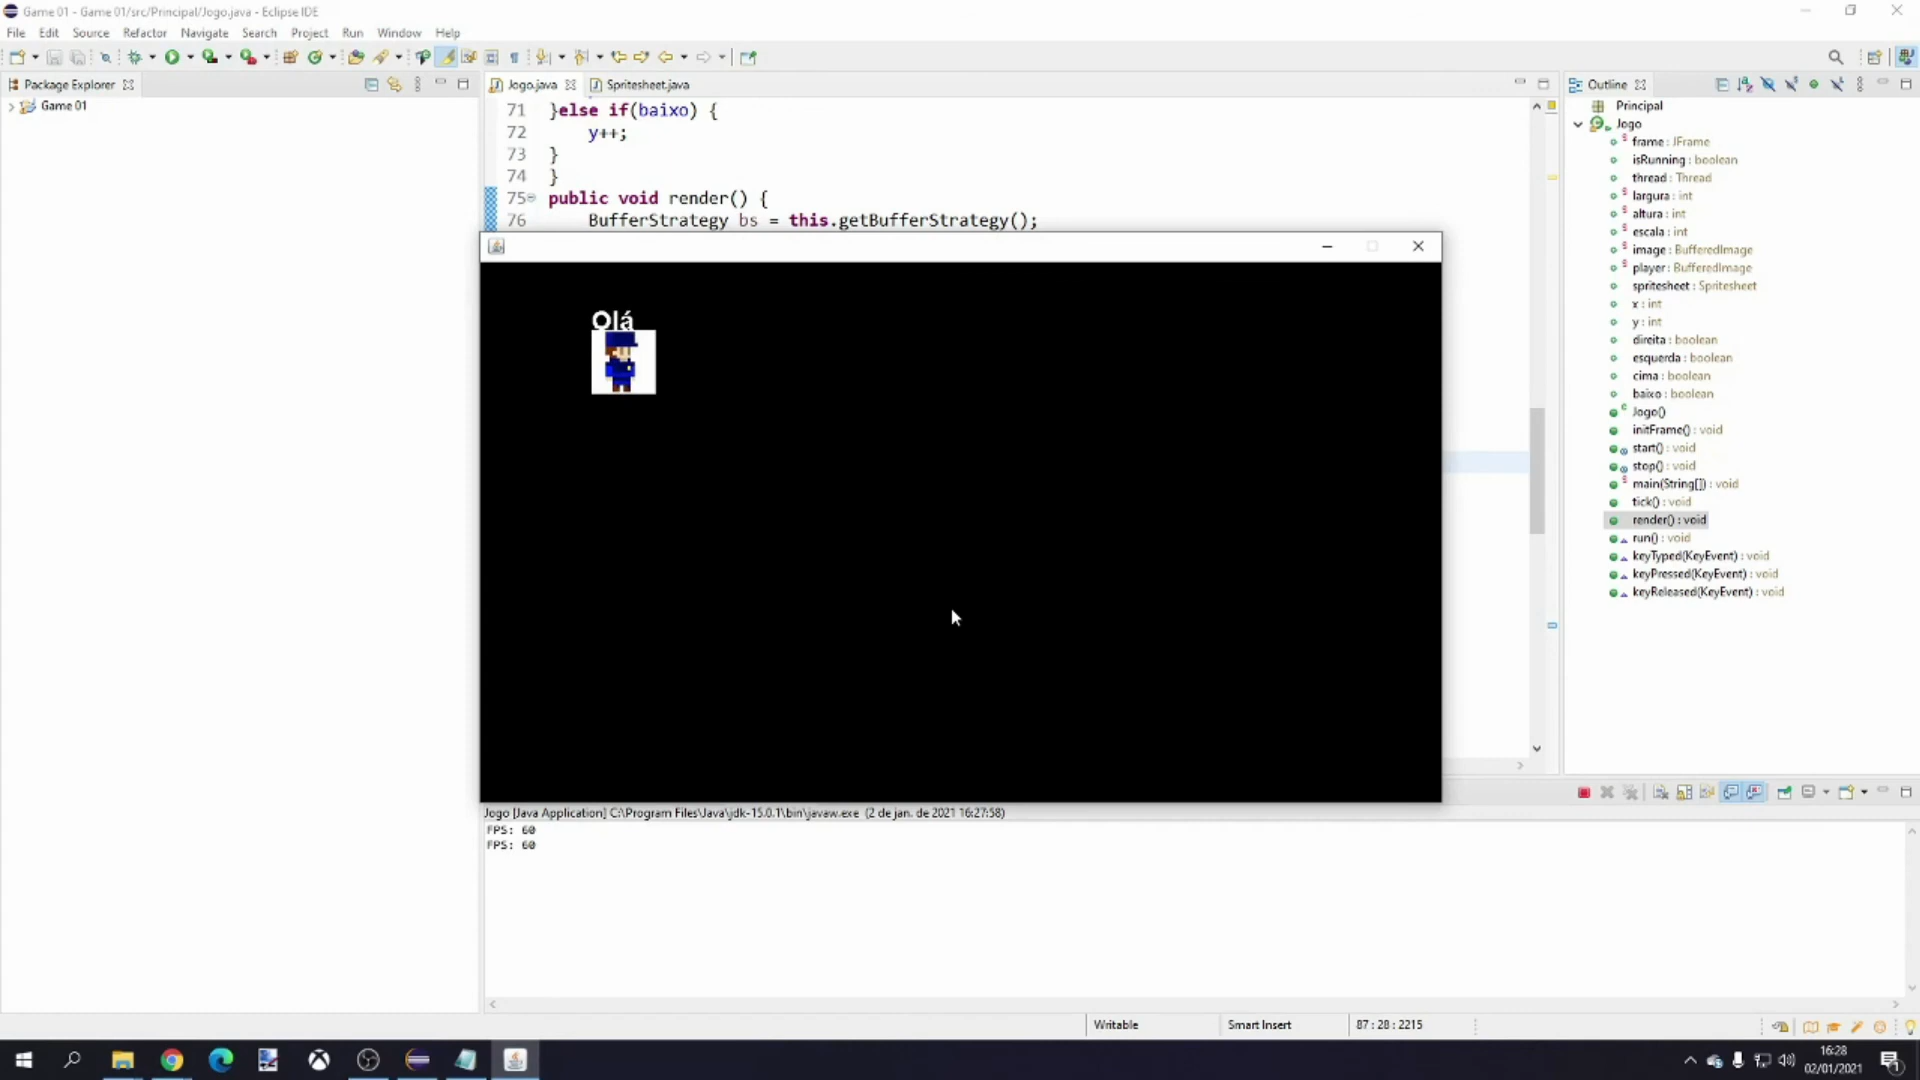 Game 01 - Game 01/src/Principal/Jogo.java - Eclipse IDE
File Edit Source Refactor Navigate Search Project Run Window Help
Package Explorer
Game 01
Jogo.java
Spritesheet.java
71 }else if(baixo) {
72 y++;
73 }
74 }
75 public void render() {
76 BufferStrategy bs = this.getBufferStrategy();
Olá
Outline
Principal
Jogo
frame : JFrame
isRunning : boolean
thread : Thread
largura : int
altura : int
escala : int
image : BufferedImage
player : BufferedImage
spritesheet : Spritesheet
x : int
y : int
direita : boolean
esquerda : boolean
cima : boolean
baixo : boolean
Jogo()
initFrame() : void
start() : void
stop() : void
main(String[]) : void
tick() : void
render() : void
run() : void
keyTyped(KeyEvent) : void
keyPressed(KeyEvent) : void
keyReleased(KeyEvent) : void
Jogo [Java Application] C:\Program Files\Java\jdk-15.0.1\bin\javaw.exe (2 de jan. de 2021 16:27:58)
FPS: 60
FPS: 60
Writable
Smart Insert
87 : 28 : 2215
16:28
02/01/2021
1